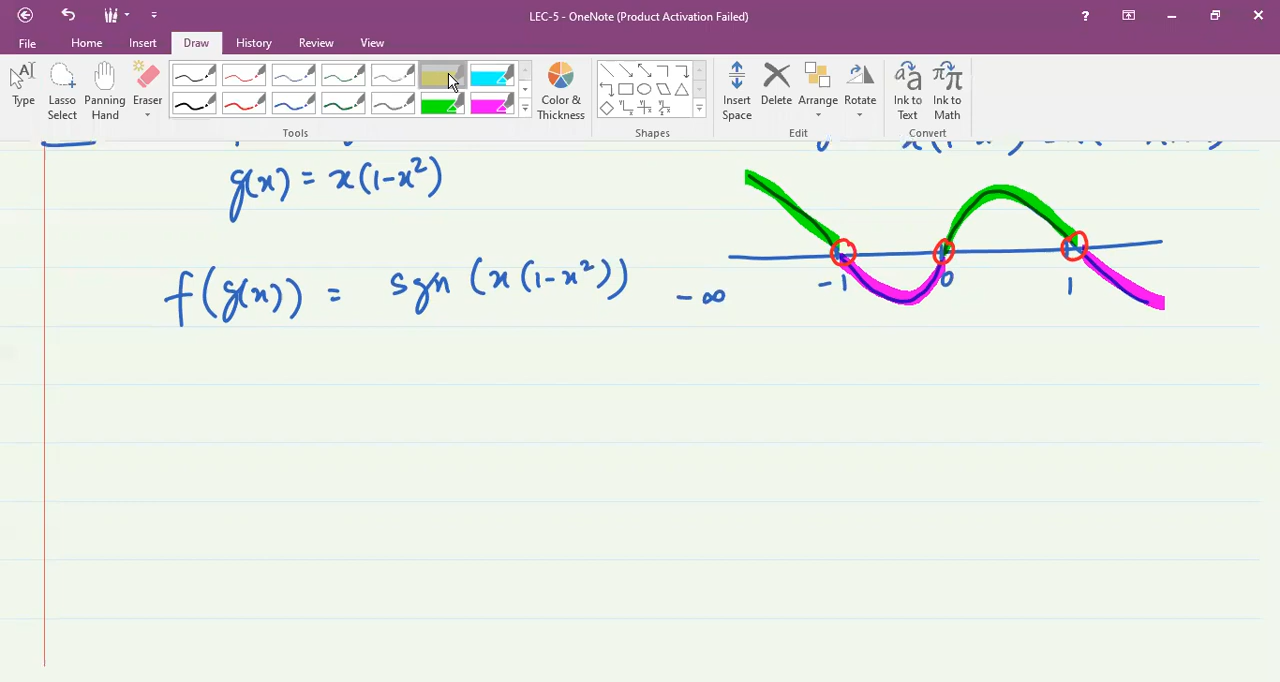 LEC-5 - OneNote (Product Activation Failed)
?
File Home Insert Draw History Review View
Type
Lasso Select
Panning Hand
Eraser
Color & Thickness
Insert Space
Delete
Arrange
Rotate
Ink to Text
Ink to Math
Tools
Shapes
Edit
Convert
g(x) = x(1-x²)
f(g(x)) = sgn (x(1-x²))
-∞ -1 0 1